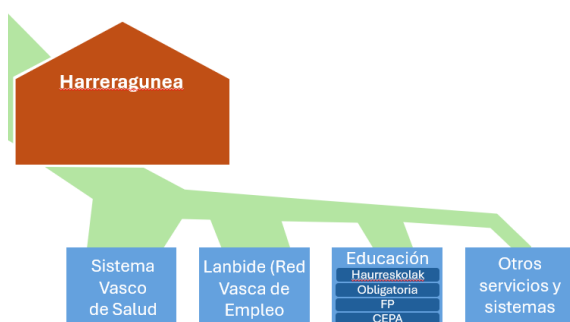 Harreragunea
Sistema
Vasco
de Salud
Lanbide (Red
Vasca de
Empleo
Educación
Haurreskolak
Obligatoria
FP
CEPA
Otros
servicios y
sistemas